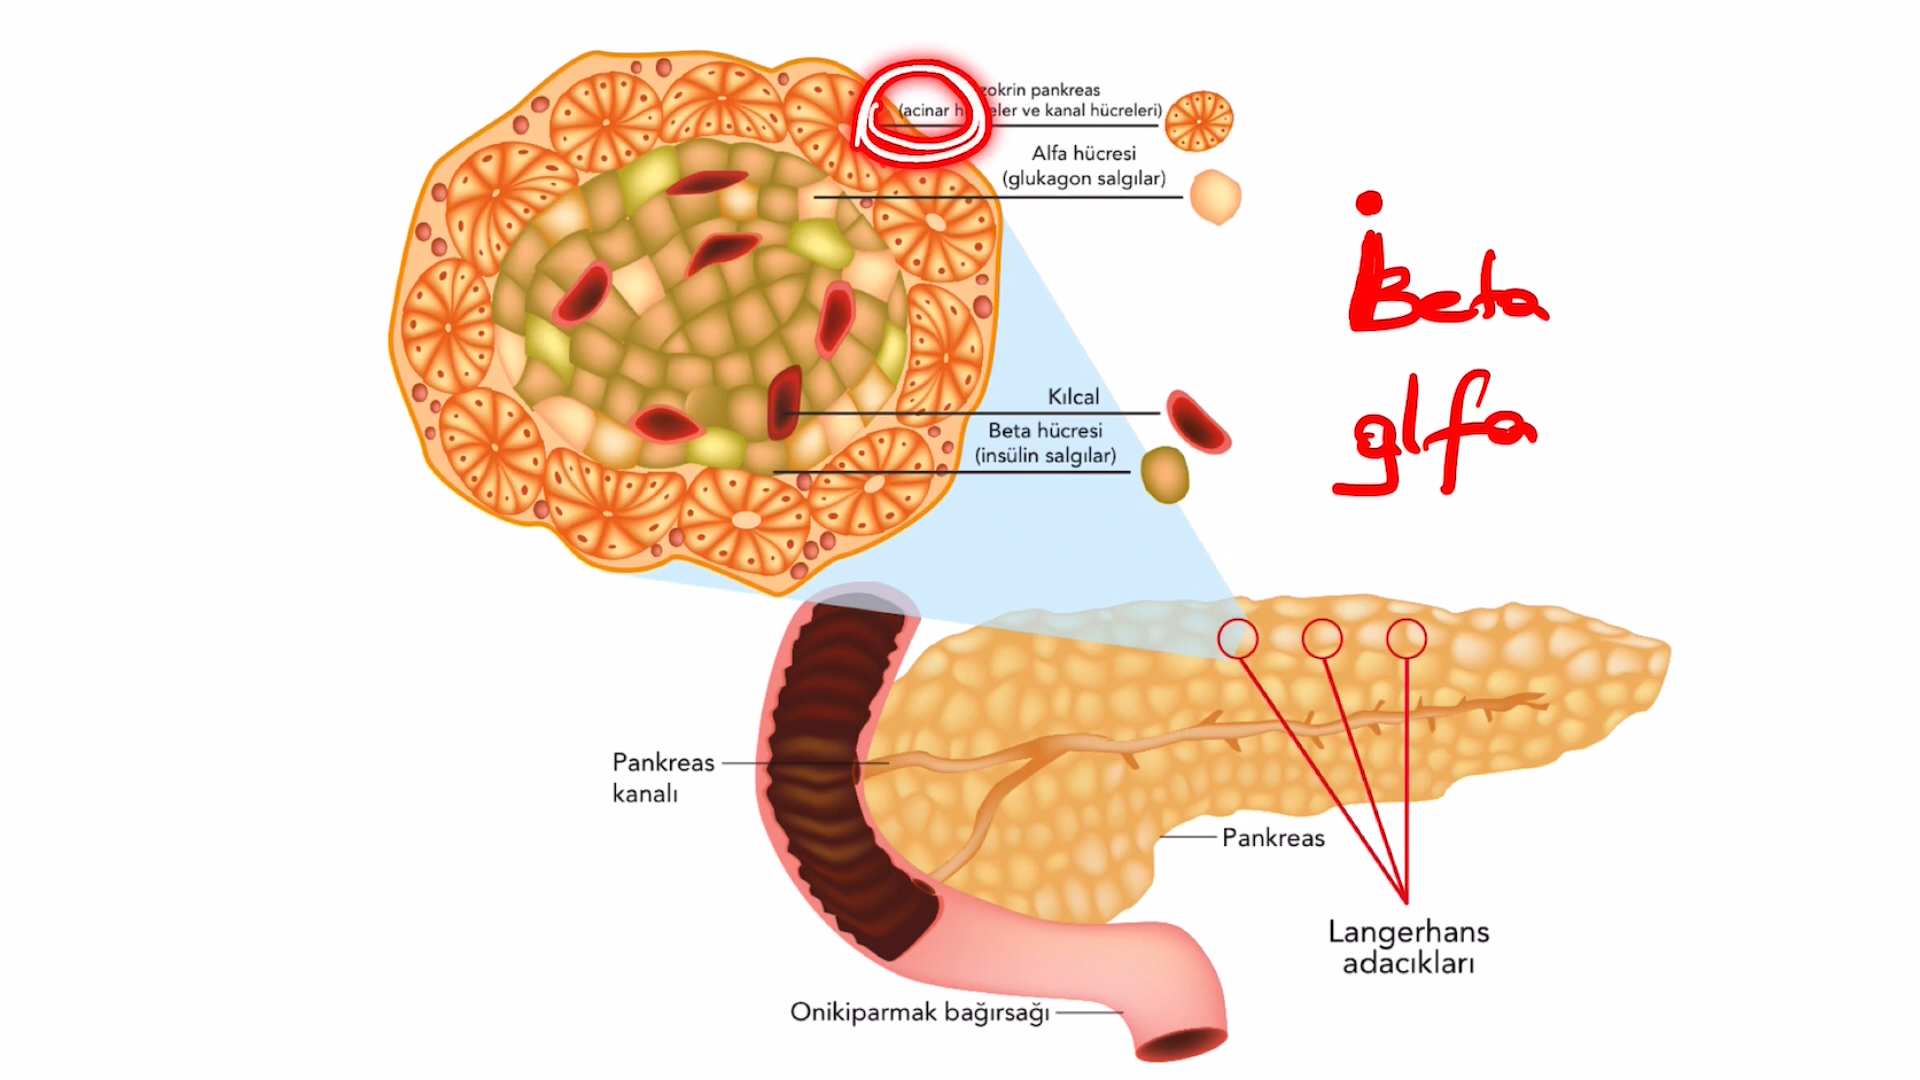 zokrin pankreas
(acinar hücreler ve kanal hücreleri)
Alfa hücresi
(glukagon salgılar)
Beta
Kılcal
glfa
Beta hücresi
(insülin salgılar)
Pankreas
kanalı
Pankreas
Langerhans
adacıkları
Onikiparmak bağırsağı